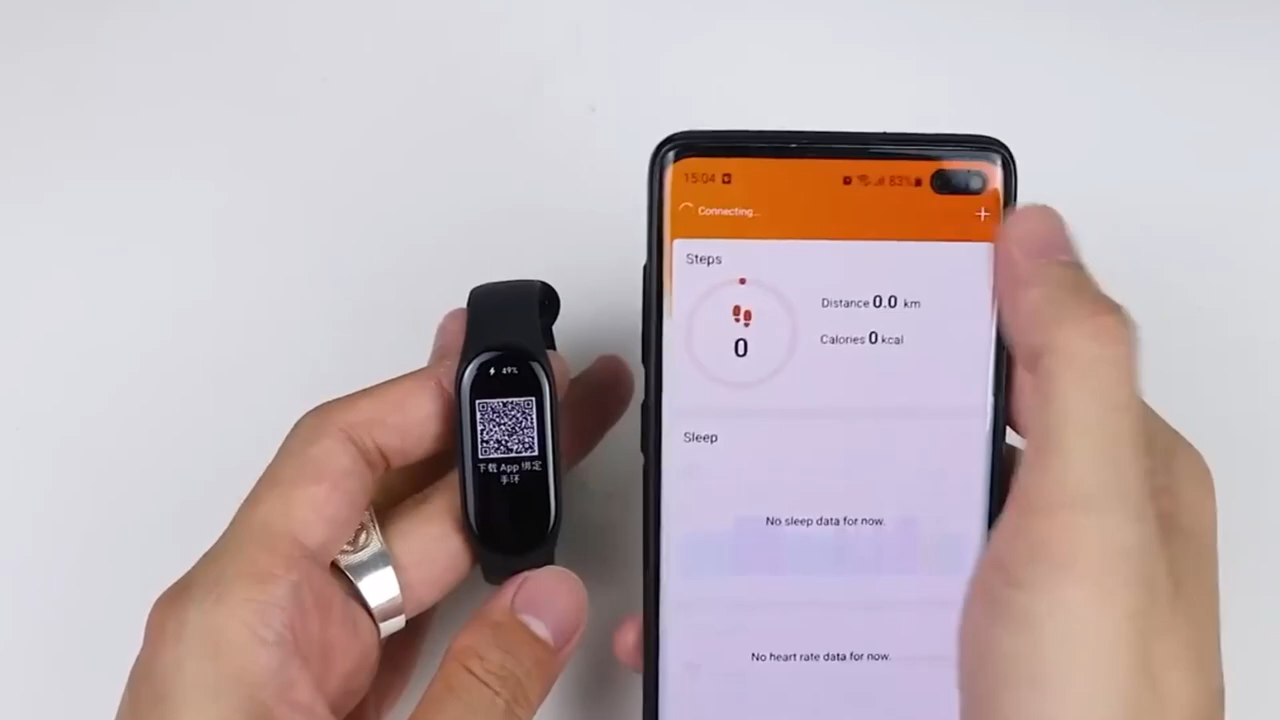 49%
下载 App 绑定
手环
15:04
83%
Connecting...
+
Steps
0
Distance 0.0 km
Calories 0 kcal
Sleep
No sleep data for now.
No heart rate data for now.